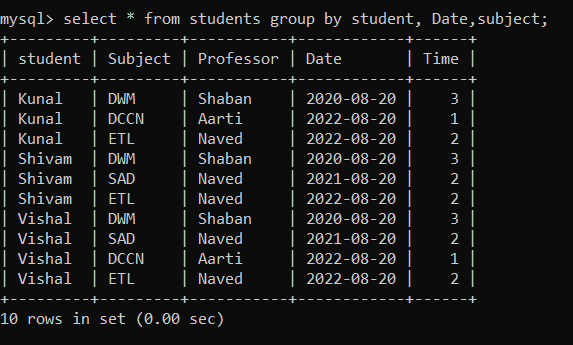 mysql> select * from students group by student, Date,subject;
+---------+---------+-----------+------------+------+
| student | Subject | Professor | Date       | Time |
+---------+---------+-----------+------------+------+
| Kunal   | DWM     | Shaban    | 2020-08-20 |    3 |
| Kunal   | DCCN    | Aarti     | 2022-08-20 |    1 |
| Kunal   | ETL     | Naved     | 2022-08-20 |    2 |
| Shivam  | DWM     | Shaban    | 2020-08-20 |    3 |
| Shivam  | SAD     | Naved     | 2021-08-20 |    2 |
| Shivam  | ETL     | Naved     | 2022-08-20 |    2 |
| Vishal  | DWM     | Shaban    | 2020-08-20 |    3 |
| Vishal  | SAD     | Naved     | 2021-08-20 |    2 |
| Vishal  | DCCN    | Aarti     | 2022-08-20 |    1 |
| Vishal  | ETL     | Naved     | 2022-08-20 |    2 |
+---------+---------+-----------+------------+------+
10 rows in set (0.00 sec)